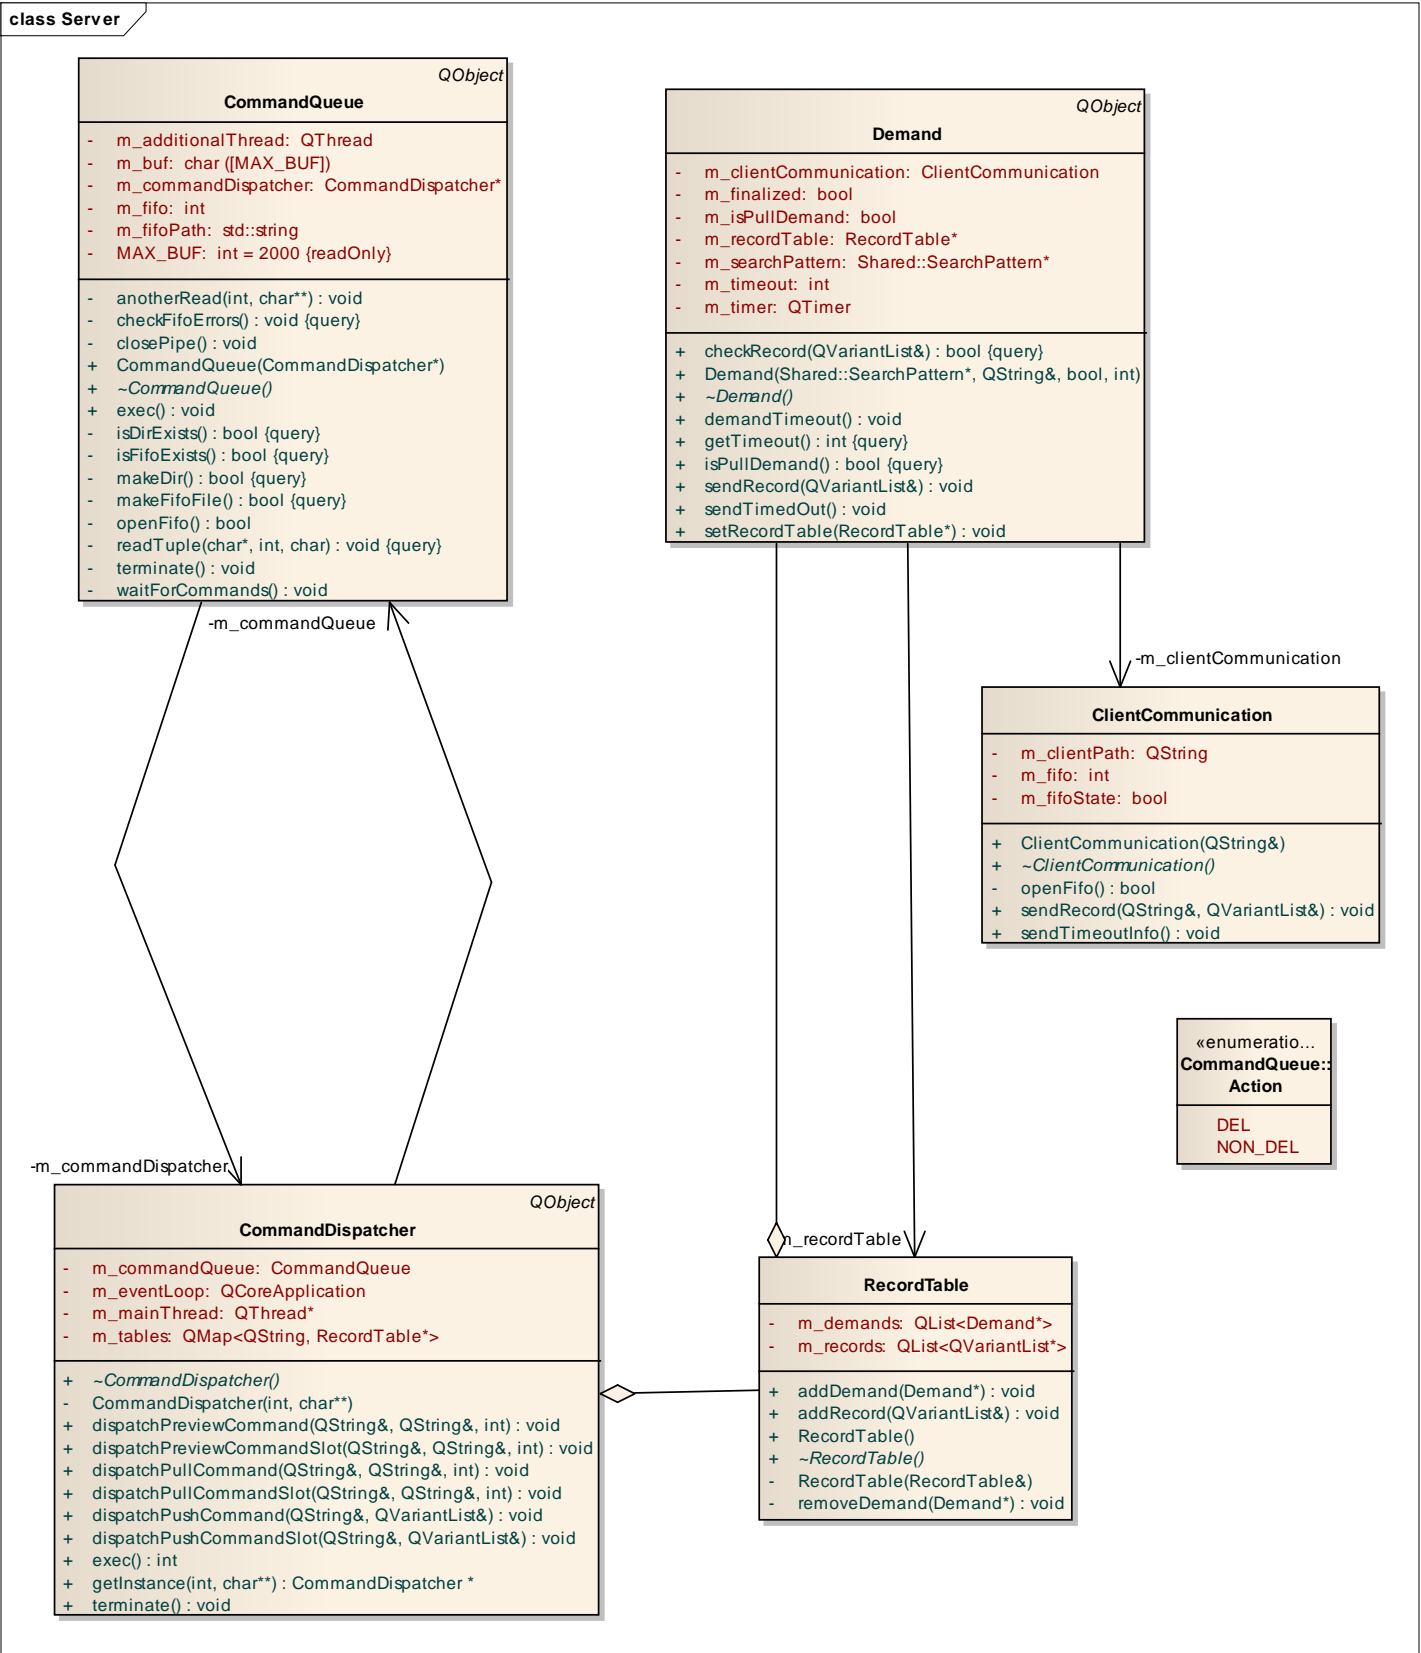 class Server
QObject
CommandQueue
- m_additionalThread: QThread
- m_buf: char ([MAX_BUF])
- m_commandDispatcher: CommandDispatcher*
- m_fifo: int
- m_fifoPath: std::string
- MAX_BUF: int = 2000 {readOnly}
- anotherRead(int, char**) : void
- checkFifoErrors() : void {query}
- closePipe() : void
+ CommandQueue(CommandDispatcher*)
+ ~CommandQueue()
+ exec() : void
- isDirExists() : bool {query}
- isFifoExists() : bool {query}
- makeDir() : bool {query}
- makeFifoFile() : bool {query}
- openFifo() : bool
- readTuple(char*, int, char) : void {query}
- terminate() : void
- waitForCommands() : void
QObject
Demand
- m_clientCommunication: ClientCommunication
- m_finalized: bool
- m_isPullDemand: bool
- m_recordTable: RecordTable*
- m_searchPattern: Shared::SearchPattern*
- m_timeout: int
- m_timer: QTimer
+ checkRecord(QVariantList&) : bool {query}
+ Demand(Shared::SearchPattern*, QString&, bool, int)
+ ~Demand()
+ demandTimeout() : void
+ getTimeout() : int {query}
+ isPullDemand() : bool {query}
+ sendRecord(QVariantList&) : void
+ sendTimedOut() : void
+ setRecordTable(RecordTable*) : void
-m_commandQueue
-m_clientCommunication
ClientCommunication
- m_clientPath: QString
- m_fifo: int
- m_fifoState: bool
+ ClientCommunication(QString&)
+ ~ClientCommunication()
- openFifo() : bool
+ sendRecord(QString&, QVariantList&) : void
+ sendTimeoutInfo() : void
«enumeratio...
CommandQueue::
Action
DEL
NON_DEL
-m_commandDispatcher
QObject
CommandDispatcher
- m_commandQueue: CommandQueue
- m_eventLoop: QCoreApplication
- m_mainThread: QThread*
- m_tables: QMap<QString, RecordTable*>
+ ~CommandDispatcher()
- CommandDispatcher(int, char**)
+ dispatchPreviewCommand(QString&, QString&, int) : void
+ dispatchPreviewCommandSlot(QString&, QString&, int) : void
+ dispatchPullCommand(QString&, QString&, int) : void
+ dispatchPullCommandSlot(QString&, QString&, int) : void
+ dispatchPushCommand(QString&, QVariantList&) : void
+ dispatchPushCommandSlot(QString&, QVariantList&) : void
+ exec() : int
+ getInstance(int, char**) : CommandDispatcher *
+ terminate() : void
m_recordTable
RecordTable
- m_demands: QList<Demand*>
- m_records: QList<QVariantList*>
+ addDemand(Demand*) : void
+ addRecord(QVariantList&) : void
+ RecordTable()
+ ~RecordTable()
- RecordTable(RecordTable&)
- removeDemand(Demand*) : void